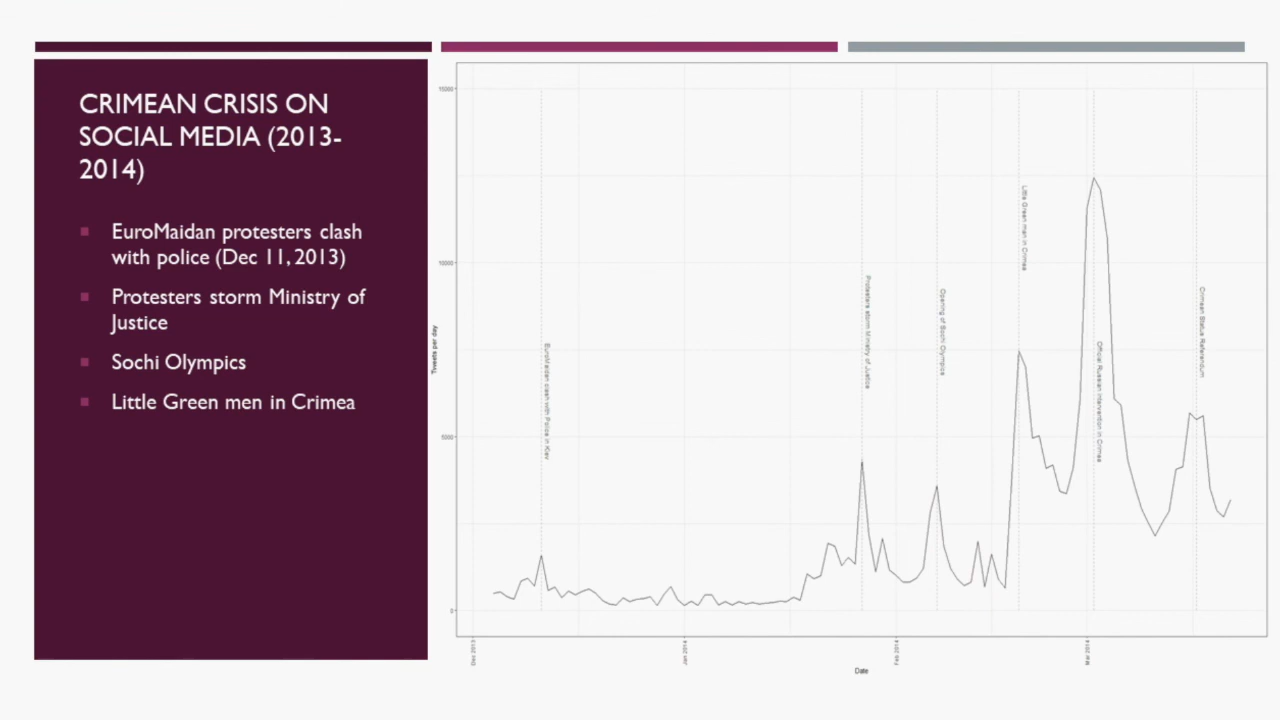 CRIMEAN CRISIS ON
SOCIAL MEDIA (2013-
2014)
EuroMaidan protesters clash
with police (Dec 11, 2013)
Protesters storm Ministry of
Justice
Sochi Olympics
Little Green men in Crimea
Tweets per day
15000
10000
5000
0
EuroMaidan clash with Police in Kiev
Protesters storm Ministry of Justice
Opening of Sochi Olympics
Little Green men in Crimea
Official Russian Intervention in Crimea
Crimean Status Referendum
Dec 2013
Jan 2014
Feb 2014
Mar 2014
Date